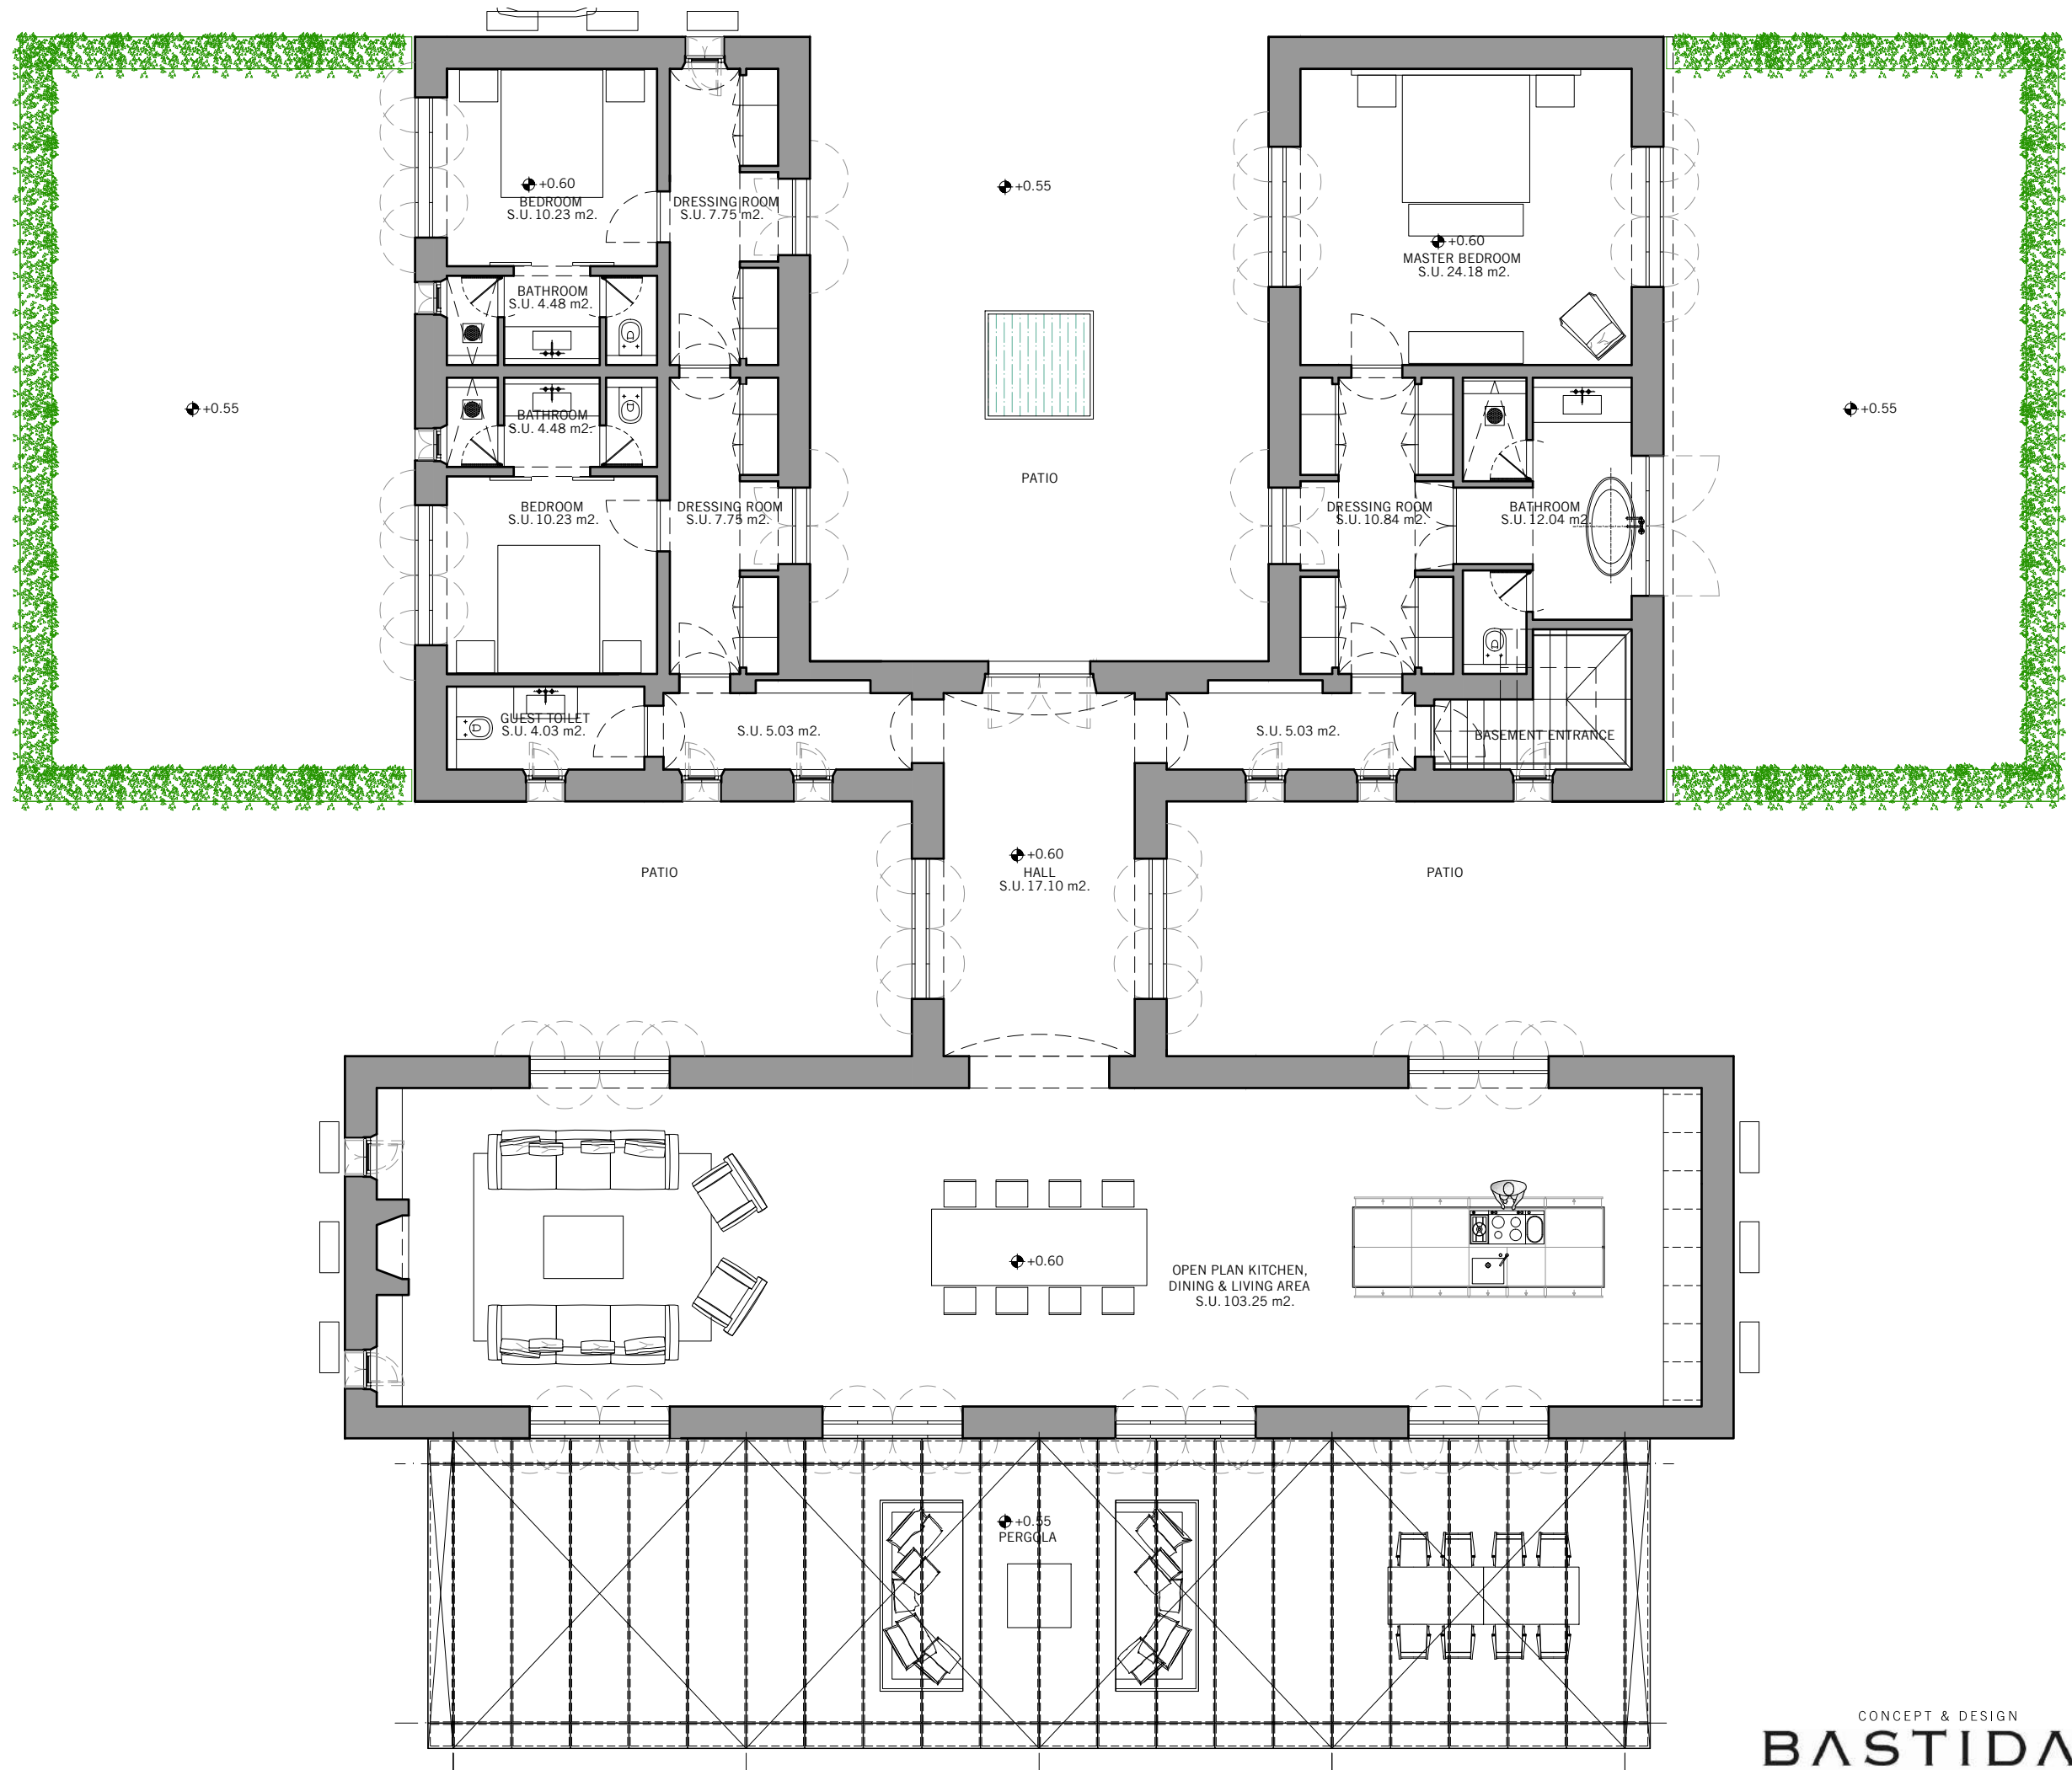 +0.60
BEDROOM
S.U. 10.23 m2.
DRESSING ROOM
S.U. 7.75 m2.
+0.55
+0.60
MASTER BEDROOM
S.U. 24.18 m2.
BATHROOM
S.U. 4.48 m2.
+0.55
BATHROOM
S.U. 4.48 m2.
+0.55
PATIO
BEDROOM
S.U. 10.23 m2.
DRESSING ROOM
S.U. 7.75 m2.
DRESSING ROOM
S.U. 10.84 m2.
BATHROOM
S.U. 12.04 m2.
GUEST TOILET
S.U. 4.03 m2.
S.U. 5.03 m2.
S.U. 5.03 m2.
BASEMENT ENTRANCE
PATIO
+0.60
HALL
S.U. 17.10 m2.
PATIO
+0.60
OPEN PLAN KITCHEN,
DINING & LIVING AREA
S.U. 103.25 m2.
+0.55
PERGOLA
CONCEPT & DESIGN
BASTIDA